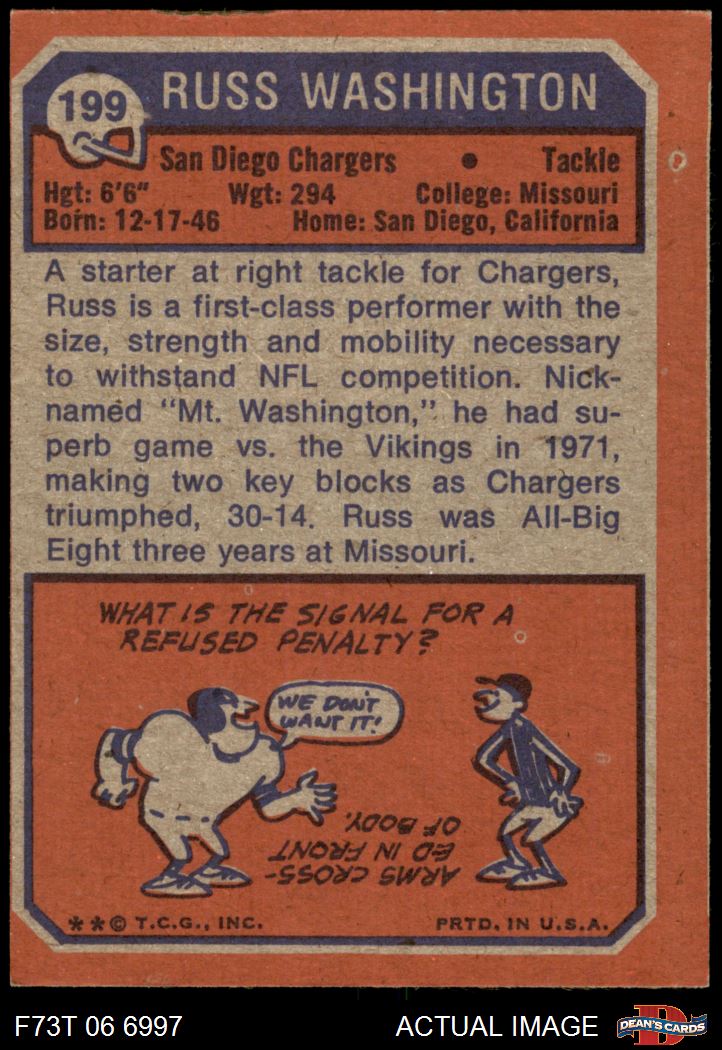 199
RUSS WASHINGTON
San Diego Chargers • Tackle
Hgt: 6'6" Wgt: 294 College: Missouri
Born: 12-17-46 Home: San Diego, California
A starter at right tackle for Chargers,
Russ is a first-class performer with the
size, strength and mobility necessary
to withstand NFL competition. Nick-
named "Mt. Washington," he had su-
perb game vs. the Vikings in 1971,
making two key blocks as Chargers
triumphed, 30-14. Russ was All-Big
Eight three years at Missouri.
WHAT IS THE SIGNAL FOR A
REFUSED PENALTY?
WE DON'T
WANT IT!
ARMS CROSS-
ED IN FRONT
OF BODY.
**© T.C.G., INC. PRTD. IN U.S.A.
F73T 06 6997 ACTUAL IMAGE
D
DEAN'S CARDS